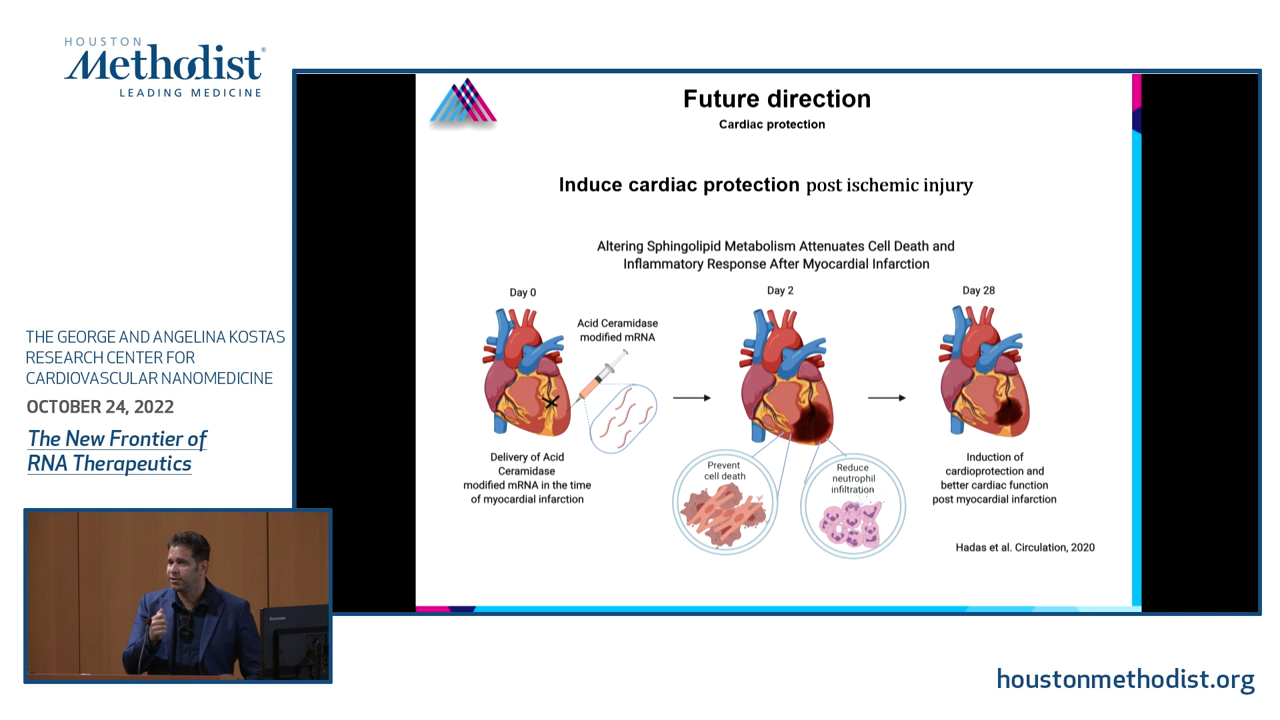 HOUSTON
Methodist®
LEADING MEDICINE
THE GEORGE AND ANGELINA KOSTAS
RESEARCH CENTER FOR
CARDIOVASCULAR NANOMEDICINE
OCTOBER 24, 2022
The New Frontier of
RNA Therapeutics
Future direction
Cardiac protection
Induce cardiac protection post ischemic injury
Altering Sphingolipid Metabolism Attenuates Cell Death and
Inflammatory Response After Myocardial Infarction
Day 0
Acid Ceramidase
modified mRNA
Delivery of Acid
Ceramidase
modified mRNA in the time
of myocardial infarction
Day 2
Prevent
cell death
Reduce
neutrophil
infiltration
Day 28
Induction of
cardioprotection and
better cardiac function
post myocardial infarction
Hadas et al. Circulation, 2020
houstonmethodist.org